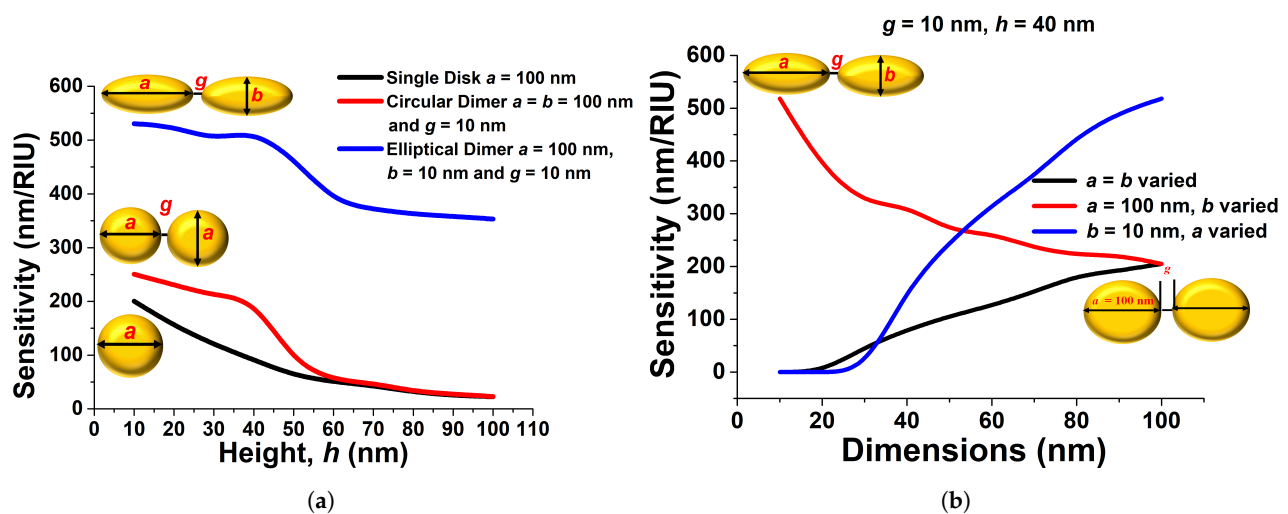 600
500
400
300
200
100
0
Sensitivity (nm/RIU)
0 10 20 30 40 50 60 70 80 90 100 110
Height, h (nm)
a g b
a g a
a
Single Disk a = 100 nm
Circular Dimer a = b = 100 nm
and g = 10 nm
Elliptical Dimer a = 100 nm,
b = 10 nm and g = 10 nm
(a)
g = 10 nm, h = 40 nm
600
500
400
300
200
100
0
Sensitivity (nm/RIU)
0 20 40 60 80 100
Dimensions (nm)
a g b
a = b varied
a = 100 nm, b varied
b = 10 nm, a varied
g
a = 100 nm
(b)